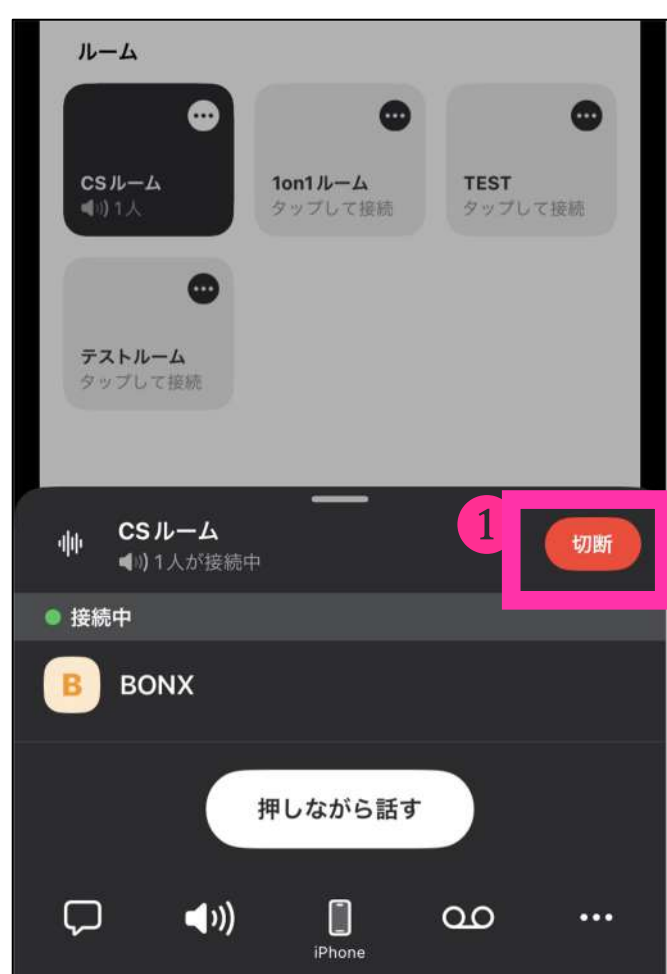 ルーム
CSルーム
1人
1on1ルーム
タップして接続
TEST
タップして接続
テストルーム
タップして接続
CSルーム
1人が接続中
1
切断
接続中
B
BONX
押しながら話す
iPhone